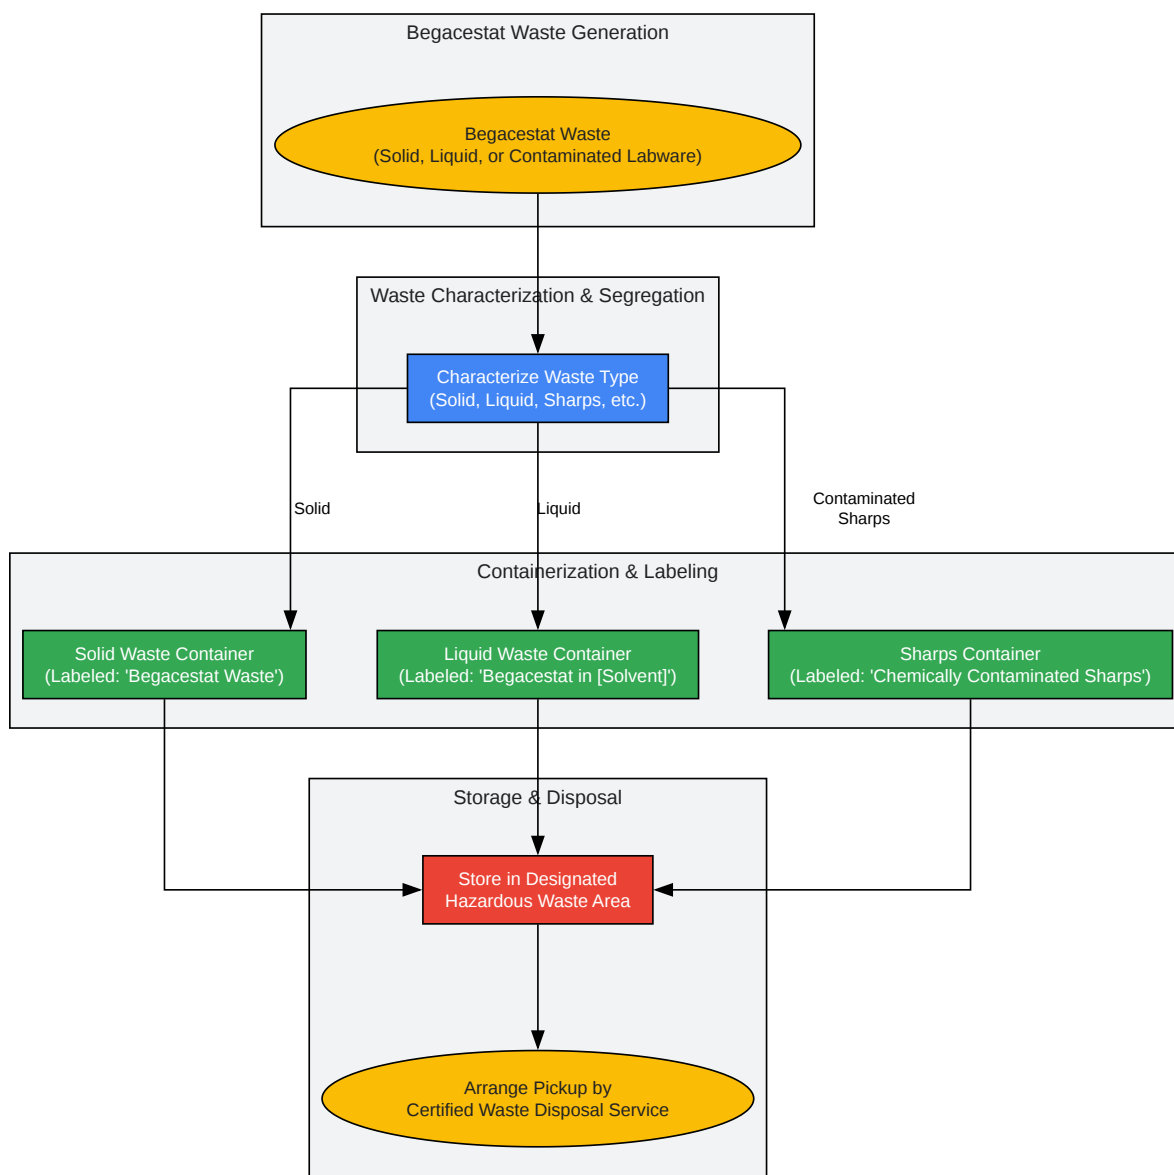 Begacestat Waste Generation
Begacestat Waste
(Solid, Liquid, or Contaminated Labware)
Waste Characterization & Segregation
Characterize Waste Type
(Solid, Liquid, Sharps, etc.)
Solid
Liquid
Contaminated
Sharps
Containerization & Labeling
Solid Waste Container
(Labeled: 'Begacestat Waste')
Liquid Waste Container
(Labeled: 'Begacestat in [Solvent]')
Sharps Container
(Labeled: 'Chemically Contaminated Sharps')
Storage & Disposal
Store in Designated
Hazardous Waste Area
Arrange Pickup by
Certified Waste Disposal Service